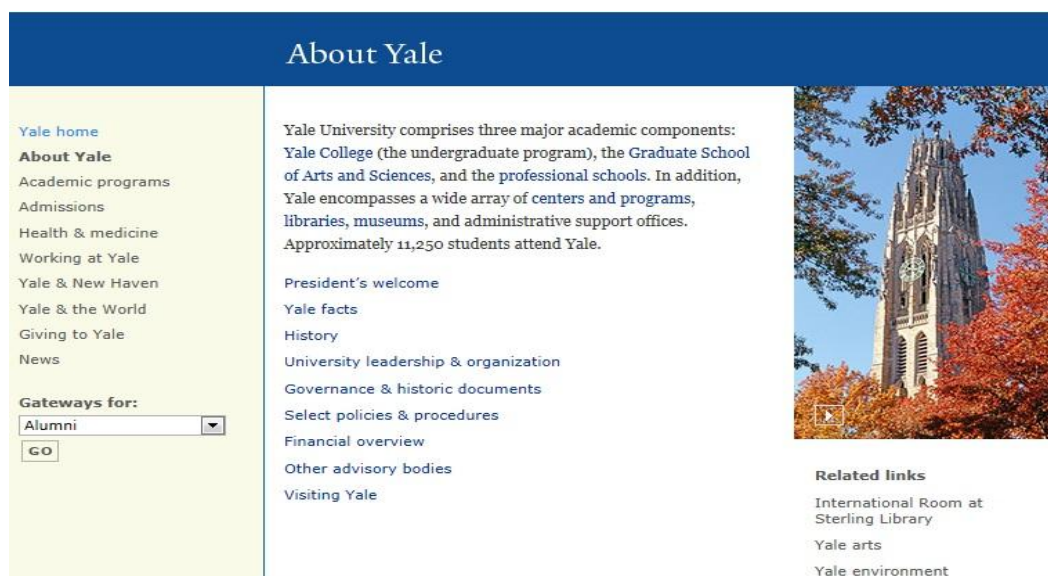 About Yale
Yale home
About Yale
Academic programs
Admissions
Health & medicine
Working at Yale
Yale & New Haven
Yale & the World
Giving to Yale
News
Gateways for:
Alumni
GO
Yale University comprises three major academic components:
Yale College (the undergraduate program), the Graduate School
of Arts and Sciences, and the professional schools. In addition,
Yale encompasses a wide array of centers and programs,
libraries, museums, and administrative support offices.
Approximately 11,250 students attend Yale.
President's welcome
Yale facts
History
University leadership & organization
Governance & historic documents
Select policies & procedures
Financial overview
Other advisory bodies
Visiting Yale
Related links
International Room at
Sterling Library
Yale arts
Yale environment